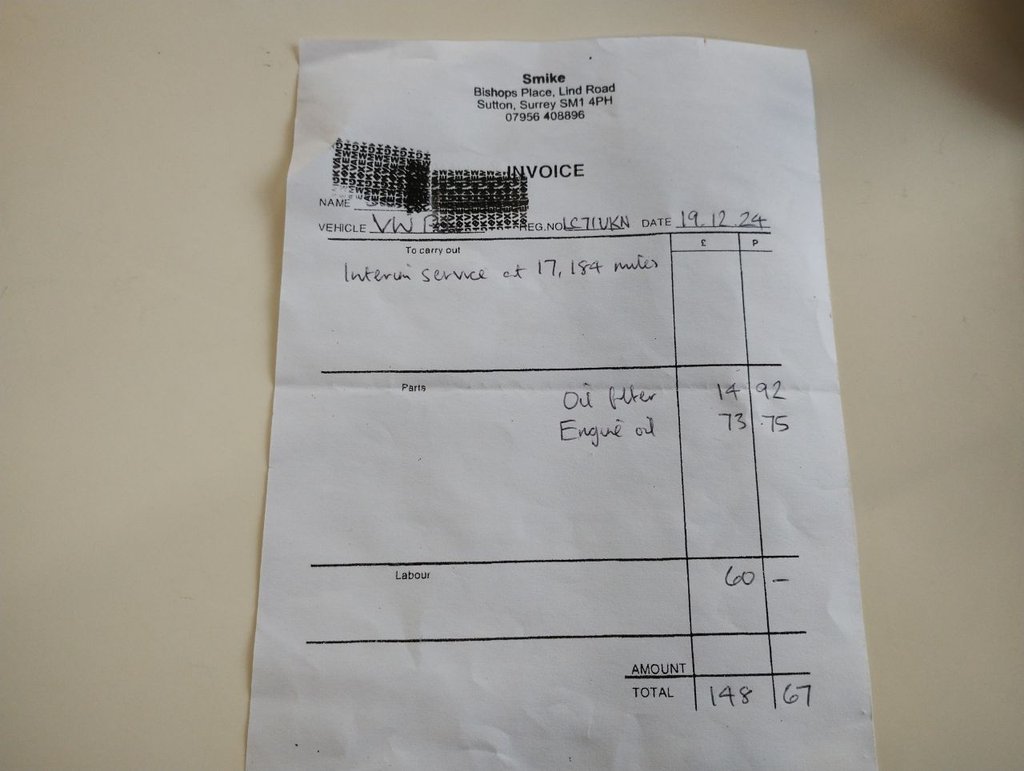 Smike
Bishops Place, Lind Road
Sutton, Surrey SM1 4PH
07956 408896
INVOICE
NAME
VEHICLE VW REG.NO LC71UKN DATE 19.12.24
To carry out £ P
Interim service at 17,184 miles
Parts
Oil filter 14 92
Engine oil 73 .75
Labour 60 —
AMOUNT
TOTAL 148 67